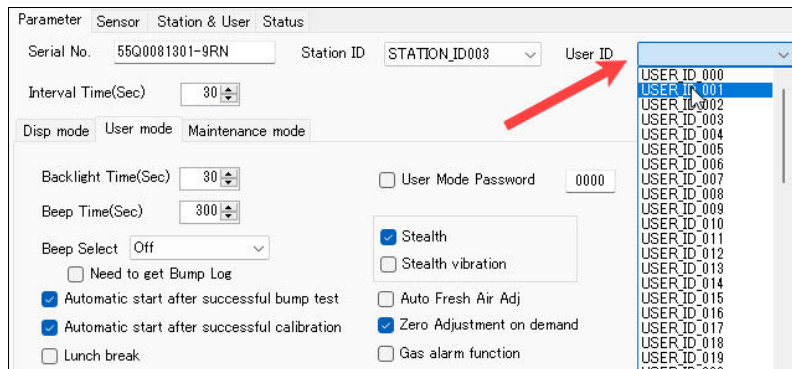 Parameter Sensor Station & User Status
Serial No. 55Q0081301-9RN Station ID STATION_ID003 User ID
Interval Time(Sec) 30
Disp mode User mode Maintenance mode
Backlight Time(Sec) 30
User Mode Password 0000
Beep Time(Sec) 300
Beep Select Off
Need to get Bump Log
Automatic start after successful bump test
Automatic start after successful calibration
Lunch break
Stealth
Stealth vibration
Auto Fresh Air Adj
Zero Adjustment on demand
Gas alarm function
USER_ID_000
USER_ID_001
USER_ID_002
USER_ID_003
USER_ID_004
USER_ID_005
USER_ID_006
USER_ID_007
USER_ID_008
USER_ID_009
USER_ID_010
USER_ID_011
USER_ID_012
USER_ID_013
USER_ID_014
USER_ID_015
USER_ID_016
USER_ID_017
USER_ID_018
USER_ID_019